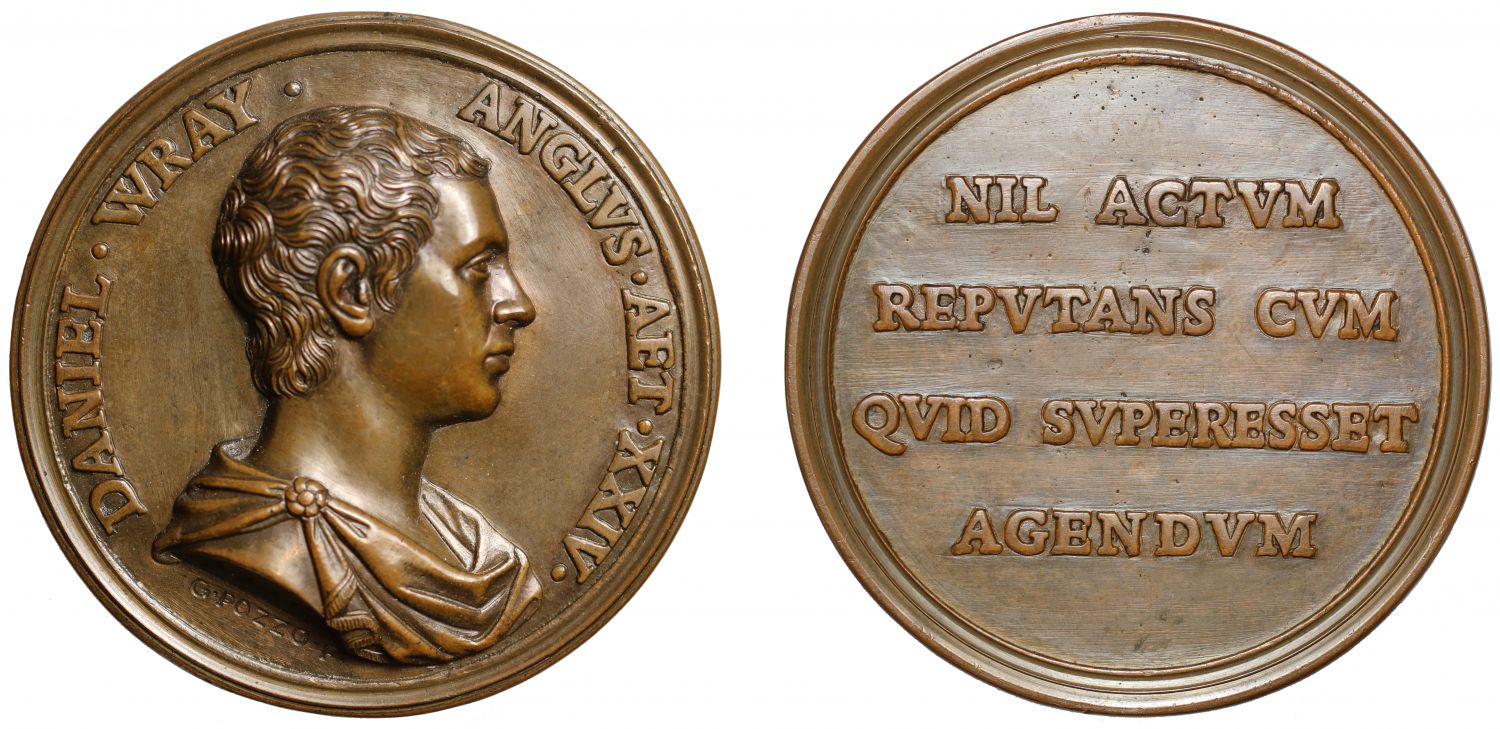 DANIEL · WRAY · ANGLVS · AET · XXIV ·
G · POZZO · F
NIL ACTVM
REPVTANS CVM
QVID SVPERESSET
AGENDVM